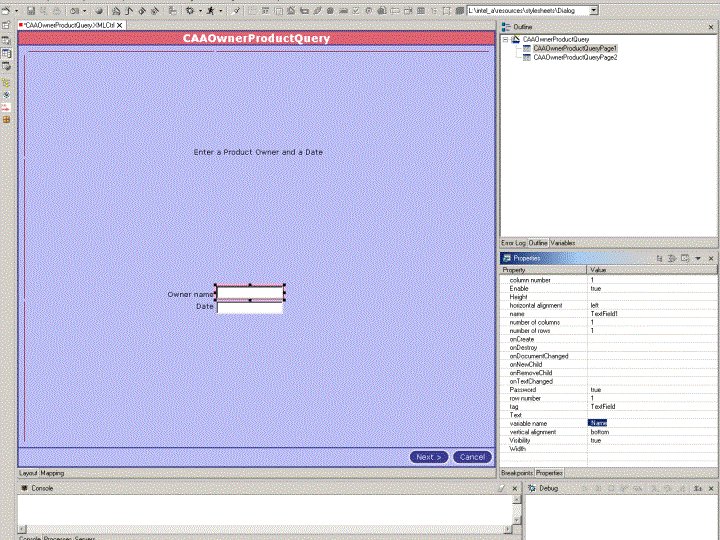 L:\intel_a\resources\stylesheets\Dialog
*CAAOwnerProductQuery.XMLCtrl
CAAOwnerProductQuery
Enter a Product Owner and a Date
Owner name
Date
Next >
Cancel
Layout Mapping
Outline
CAAOwnerProductQuery
CAAOwnerProductQueryPage1
CAAOwnerProductQueryPage2
Error Log Outline Variables
Properties
Property Value
column number 1
Enable true
Height
horizontal alignment left
name TextField1
number of columns 1
number of rows 1
onCreate
onDestroy
onDocumentChanged
onNewChild
onRemoveChild
onTextChanged
Password true
row number 1
tag TextField
Text
variable name Name
vertical alignment bottom
Visibility true
Width
Breakpoints Properties
Console
Debug
Console Processes Servers